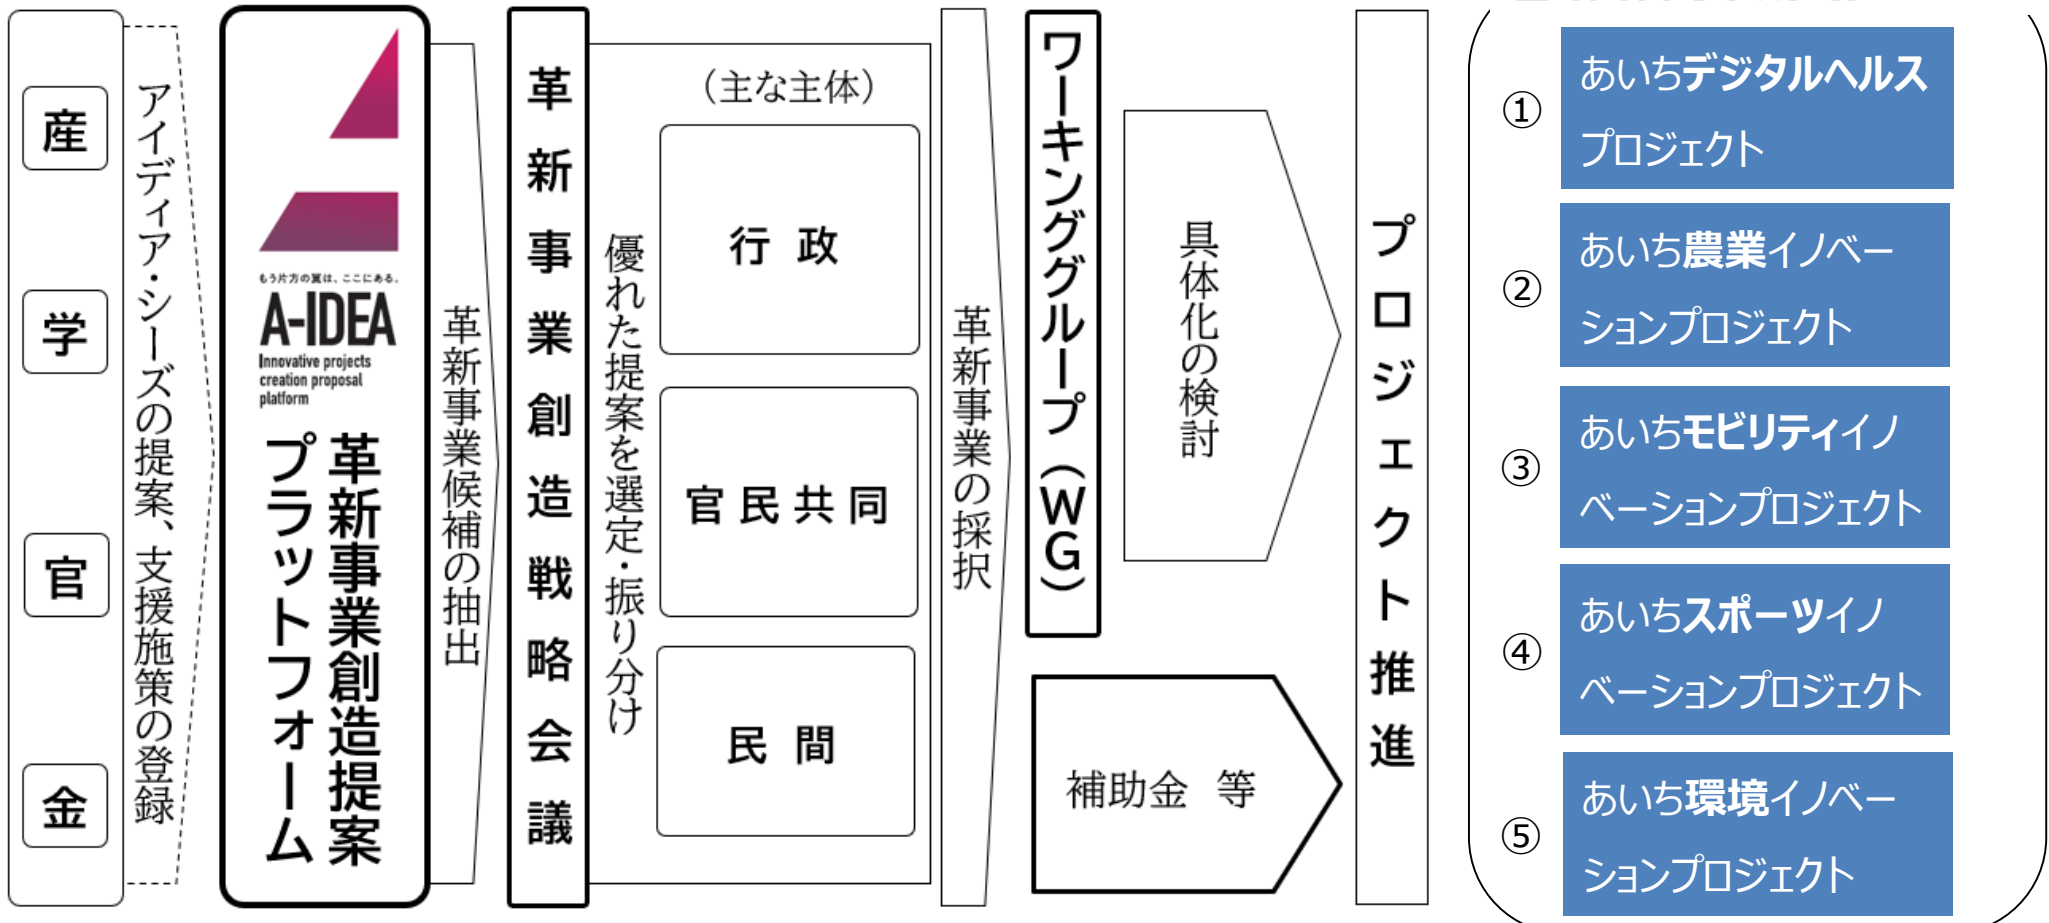 産
学
官
金
アイディア・シーズの提案、支援施策の登録
もう片方の翼は、ここにある。
A-IDEA
Innovative projects
creation proposal
platform
革新事業創造提案
プラットフォーム
革新事業候補の抽出
革新事業創造戦略会議
優れた提案を選定・振り分け
（主な主体）
行政
官民共同
民間
革新事業の採択
ワーキンググループ（WG）
具体化の検討
補助金　等
プロジェクト推進
①
あいちデジタルヘルス
プロジェクト
②
あいち農業イノベー
ションプロジェクト
③
あいちモビリティイノ
ベーションプロジェクト
④
あいちスポーツイノ
ベーションプロジェクト
⑤
あいち環境イノベー
ションプロジェクト